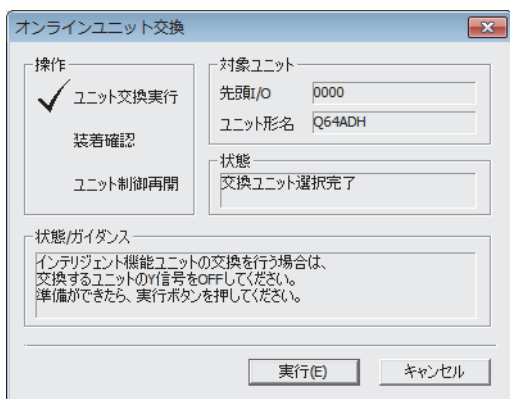 オンラインユニット交換
操作
ユニット交換実行
装着確認
ユニット制御再開
対象ユニット
先頭I/O 0000
ユニット形名 Q64ADH
状態
交換ユニット選択完了
状態/ガイダンス
インテリジェント機能ユニットの交換を行う場合は、
交換するユニットのY信号をOFFしてください。
準備ができたら、実行ボタンを押してください。
実行(E) キャンセル